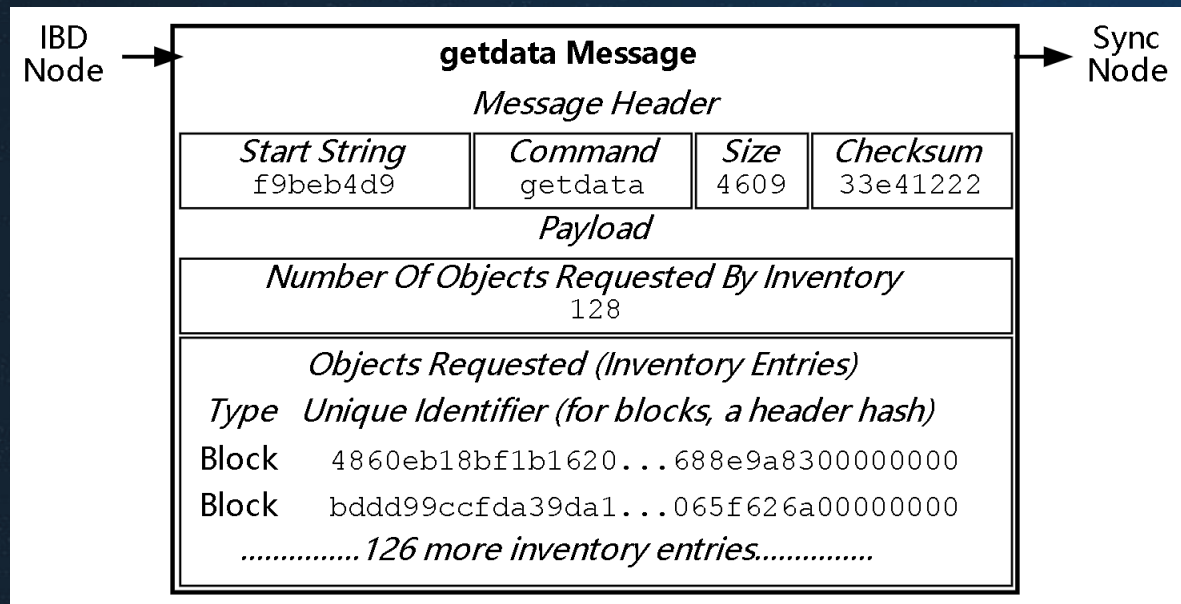 IBD
Node
getdata Message
Sync
Node
Message Header
Start String Command Size Checksum
f9beb4d9 getdata 4609 33e41222
Payload
Number Of Objects Requested By Inventory
128
Objects Requested (Inventory Entries)
Type Unique Identifier (for blocks, a header hash)
Block 4860eb18bf1b1620...688e9a8300000000
Block bddd99ccfda39da1...065f626a00000000
...............126 more inventory entries...............